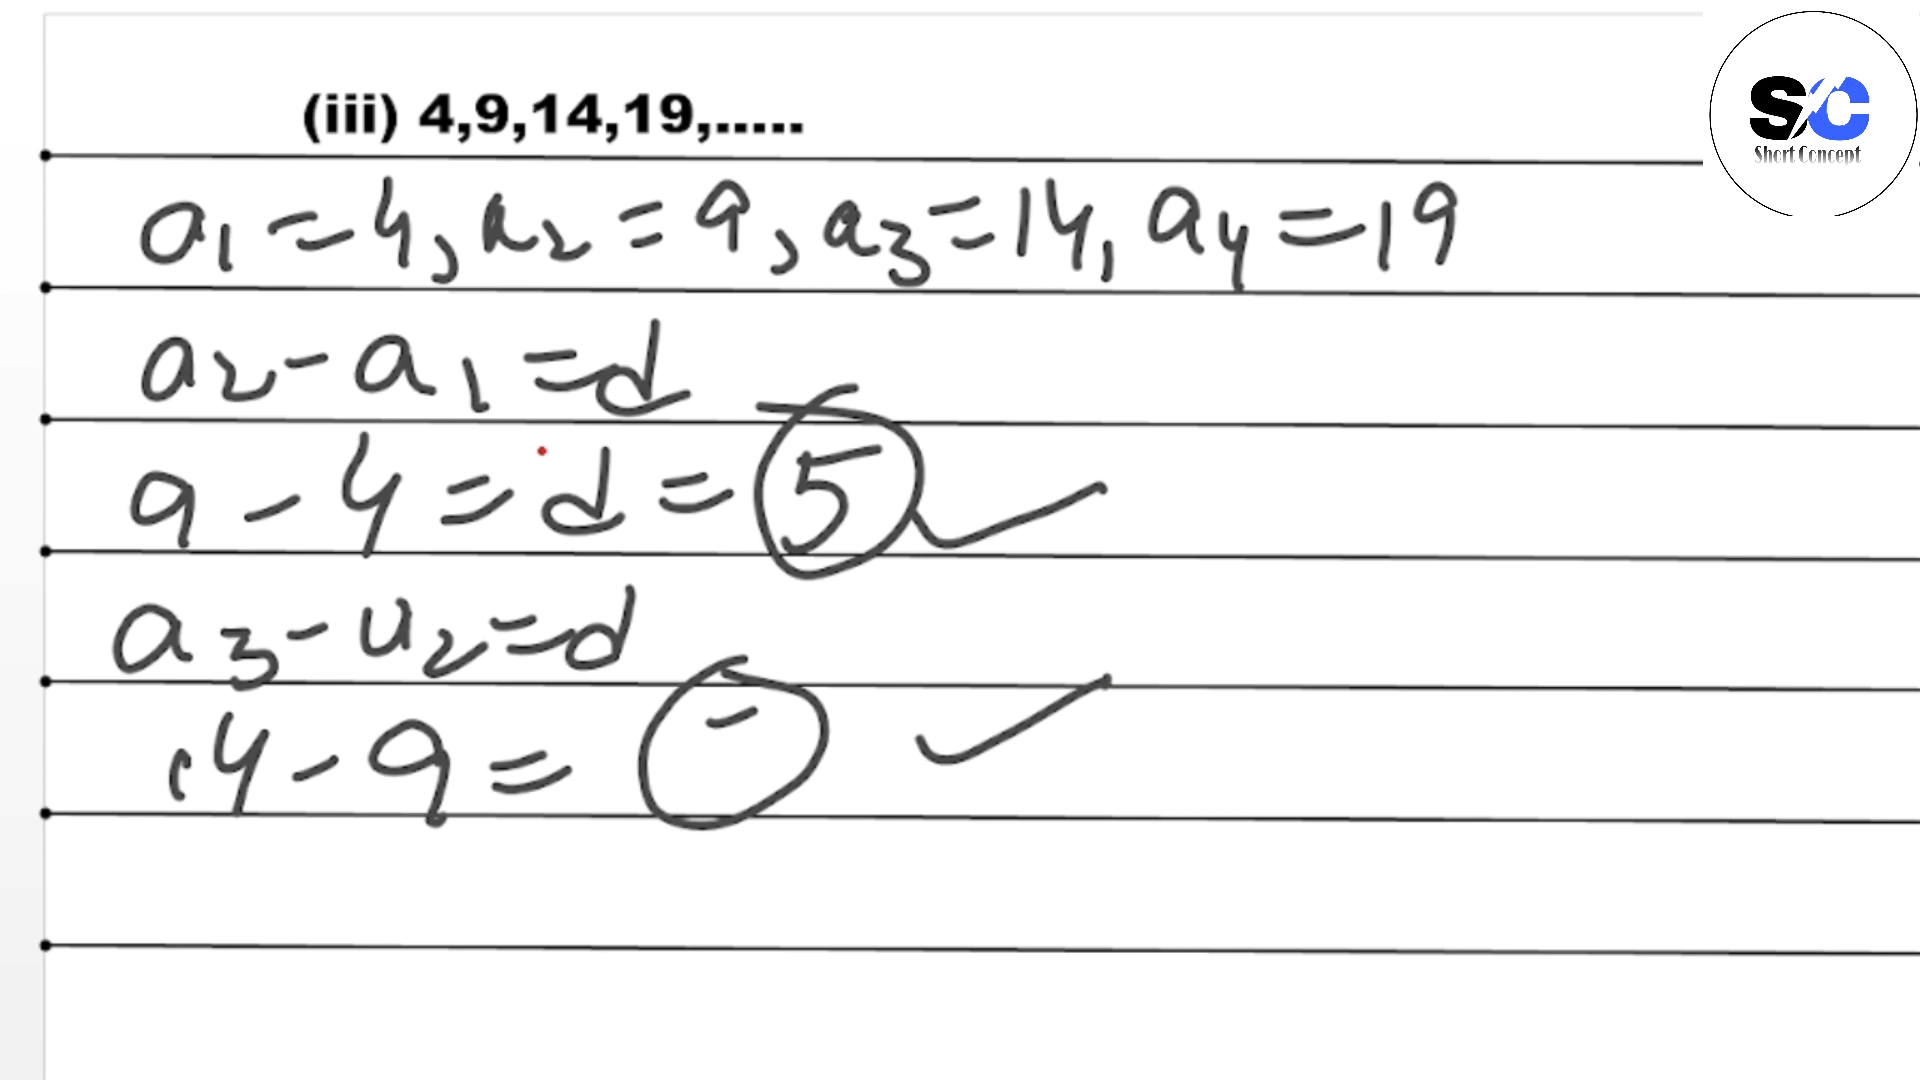 (iii) 4,9,14,19,.....
SC
Short Concept
a₁ = 4, a₂ = 9, a₃ = 14, a₄ = 19
a₂ - a₁ = d
9 - 4 = d = 5 ✓
a₃ - a₂ = d
14 - 9 = ✓